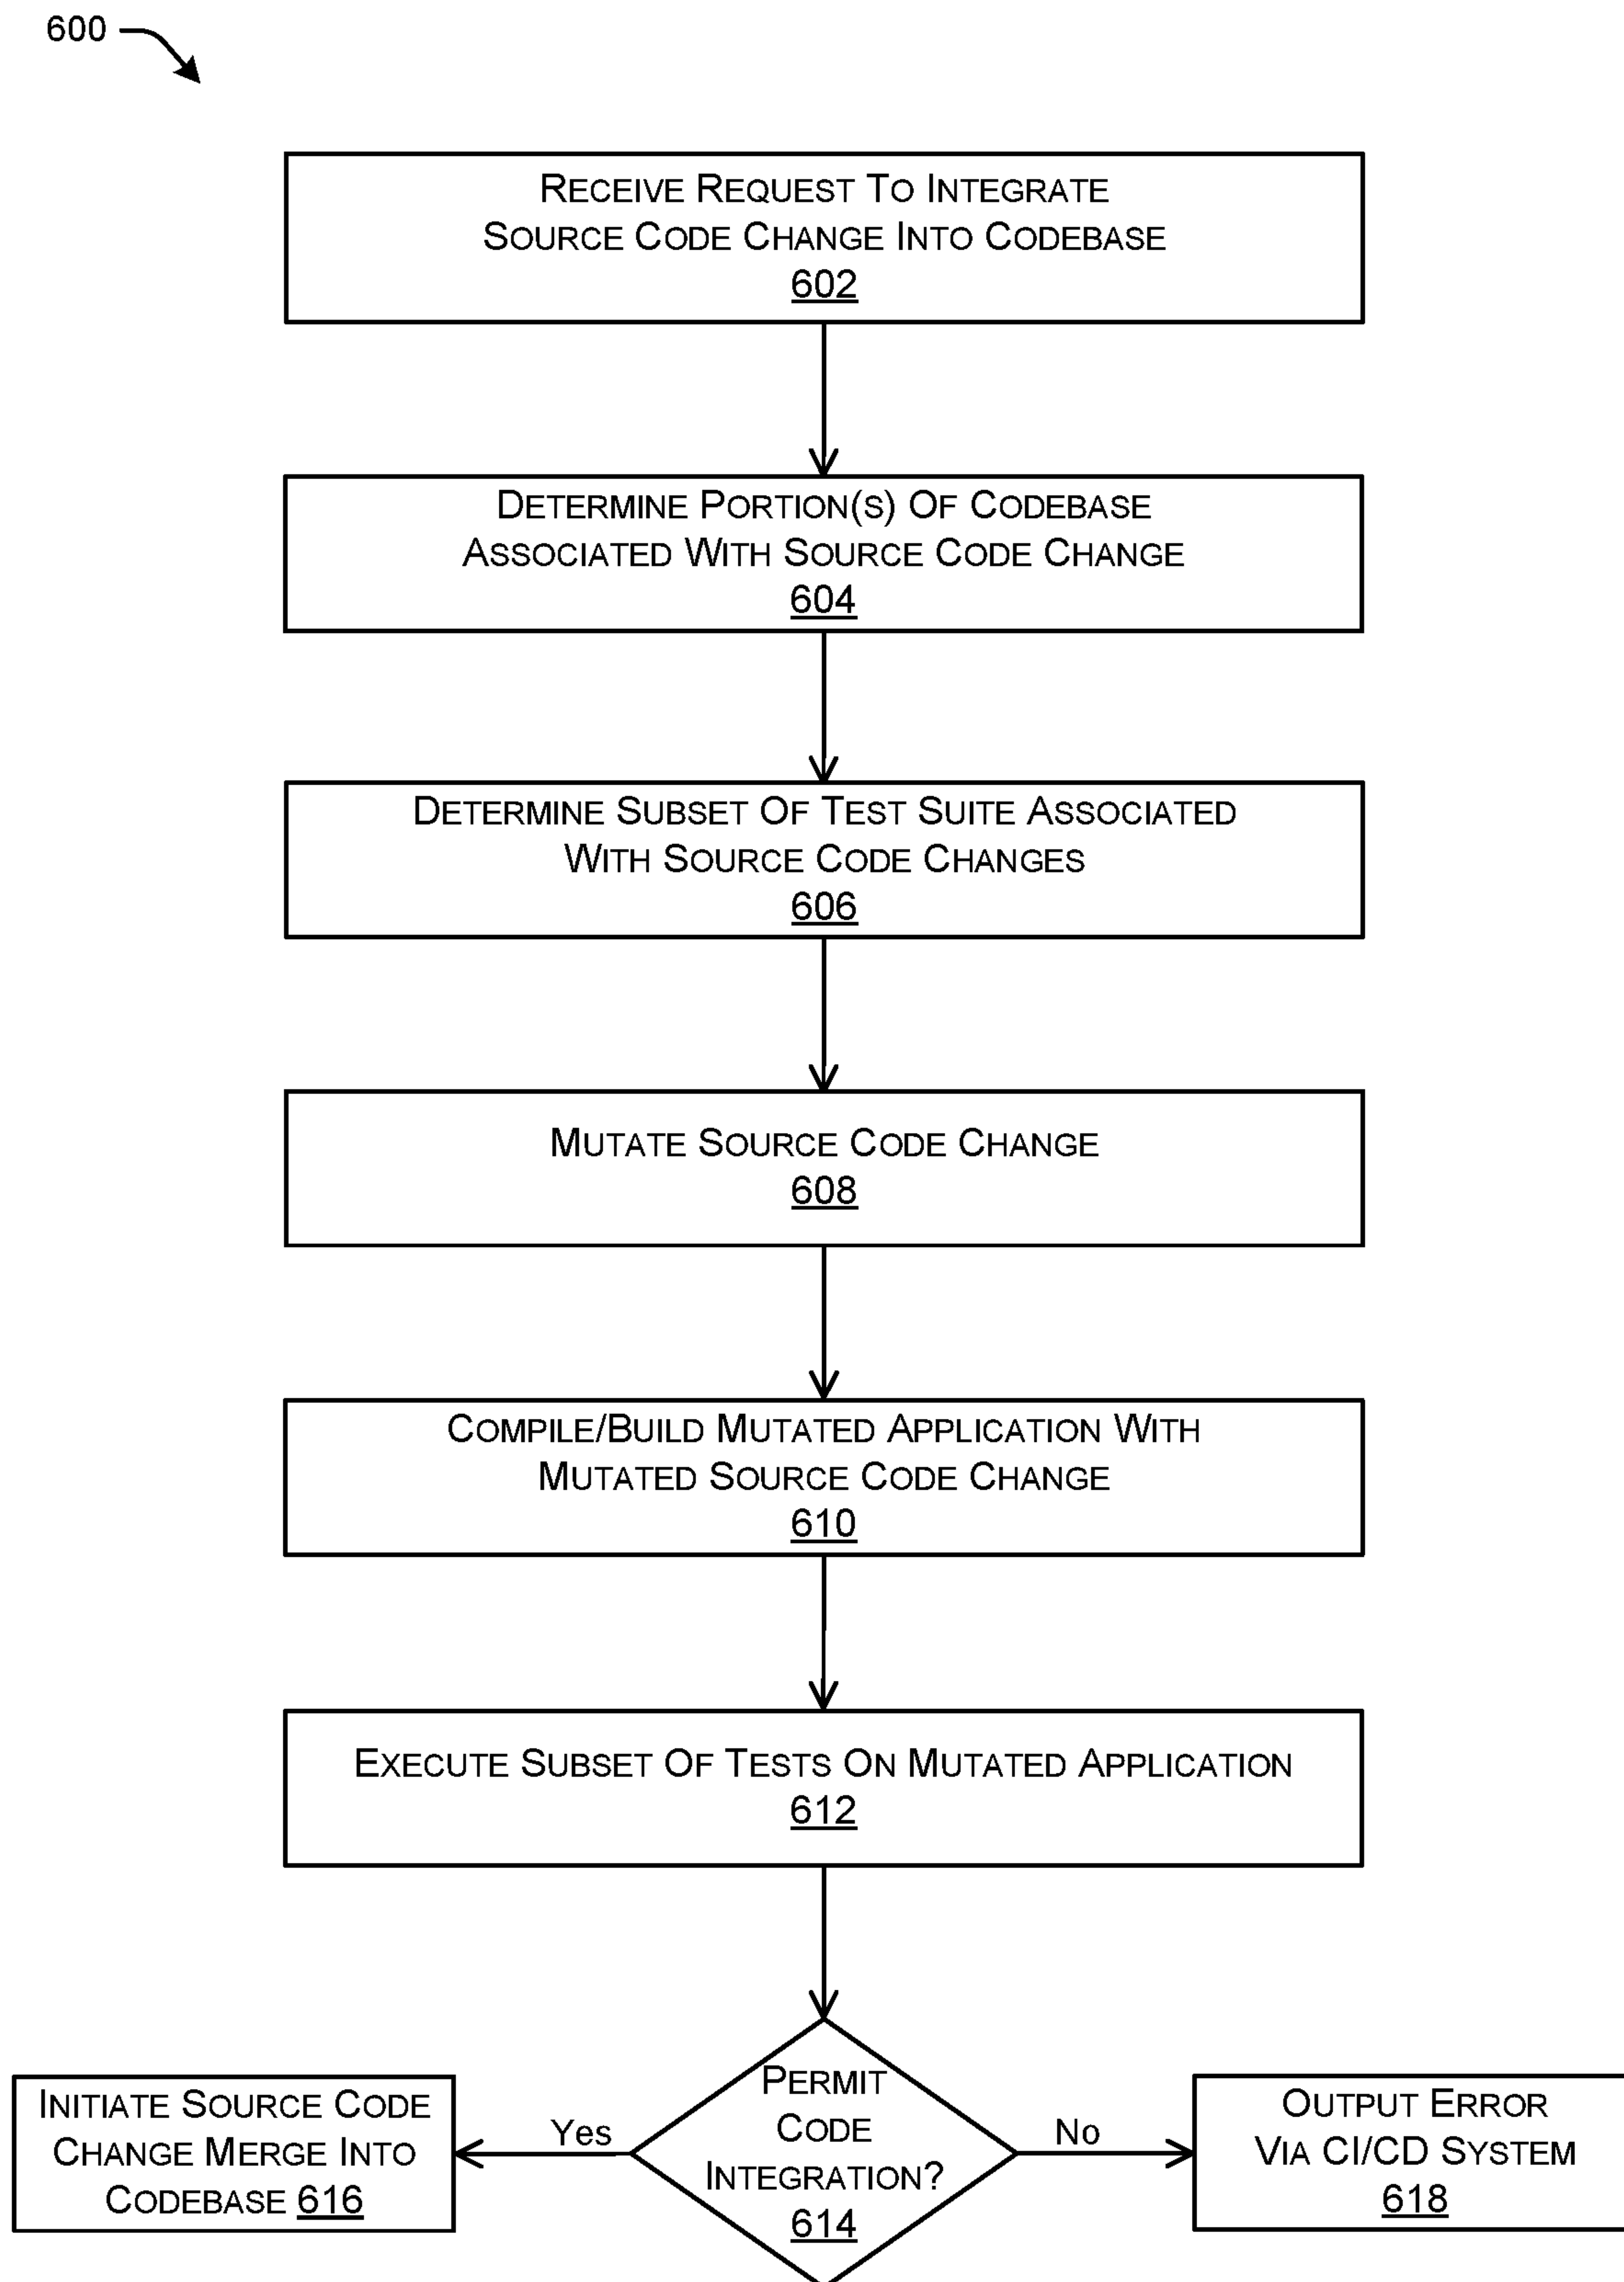 600
RECEIVE REQUEST TO INTEGRATE
SOURCE CODE CHANGE INTO CODEBASE
602
DETERMINE PORTION(S) OF CODEBASE
ASSOCIATED WITH SOURCE CODE CHANGE
604
DETERMINE SUBSET OF TEST SUITE ASSOCIATED
WITH SOURCE CODE CHANGES
606
MUTATE SOURCE CODE CHANGE
608
COMPILE/BUILD MUTATED APPLICATION WITH
MUTATED SOURCE CODE CHANGE
610
EXECUTE SUBSET OF TESTS ON MUTATED APPLICATION
612
INITIATE SOURCE CODE
CHANGE MERGE INTO
CODEBASE 616
Yes
PERMIT
CODE
INTEGRATION?
614
No
OUTPUT ERROR
VIA CI/CD SYSTEM
618